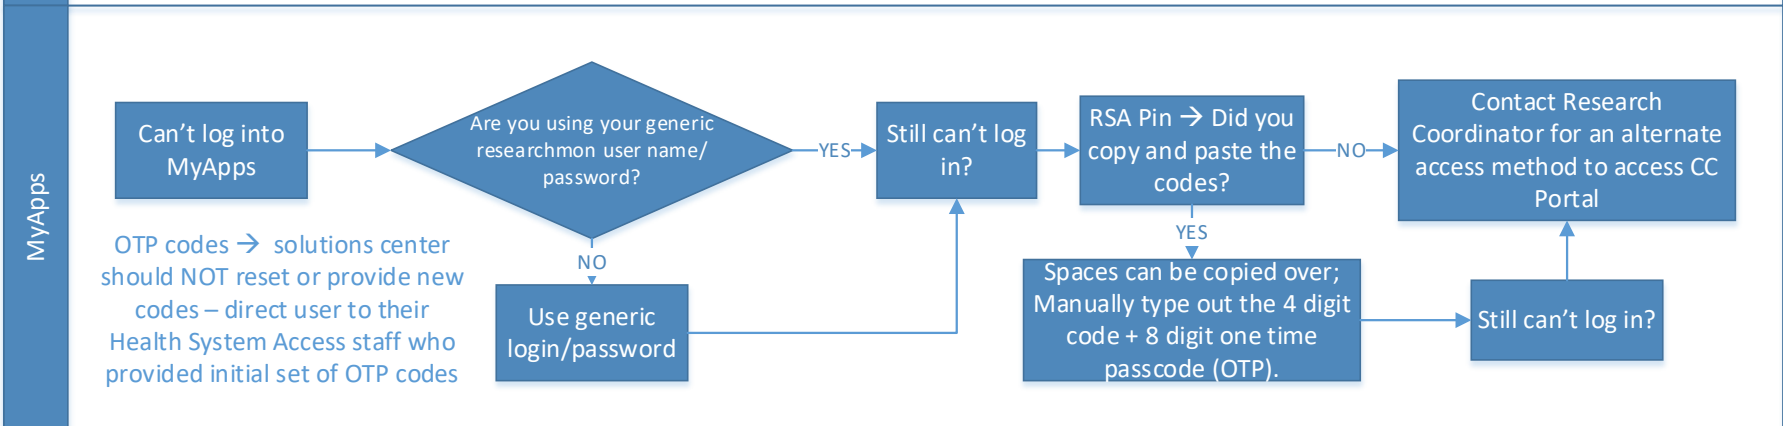 MyApps
Can’t log into
MyApps
Are you using your generic
researchmon user name/
password?
YES
Still can’t log
in?
RSA Pin → Did you
copy and paste the
codes?
NO
Contact Research
Coordinator for an alternate
access method to access CC
Portal
OTP codes → solutions center
should NOT reset or provide new
codes – direct user to their
Health System Access staff who
provided initial set of OTP codes
NO
Use generic
login/password
YES
Spaces can be copied over;
Manually type out the 4 digit
code + 8 digit one time
passcode (OTP).
Still can’t log in?